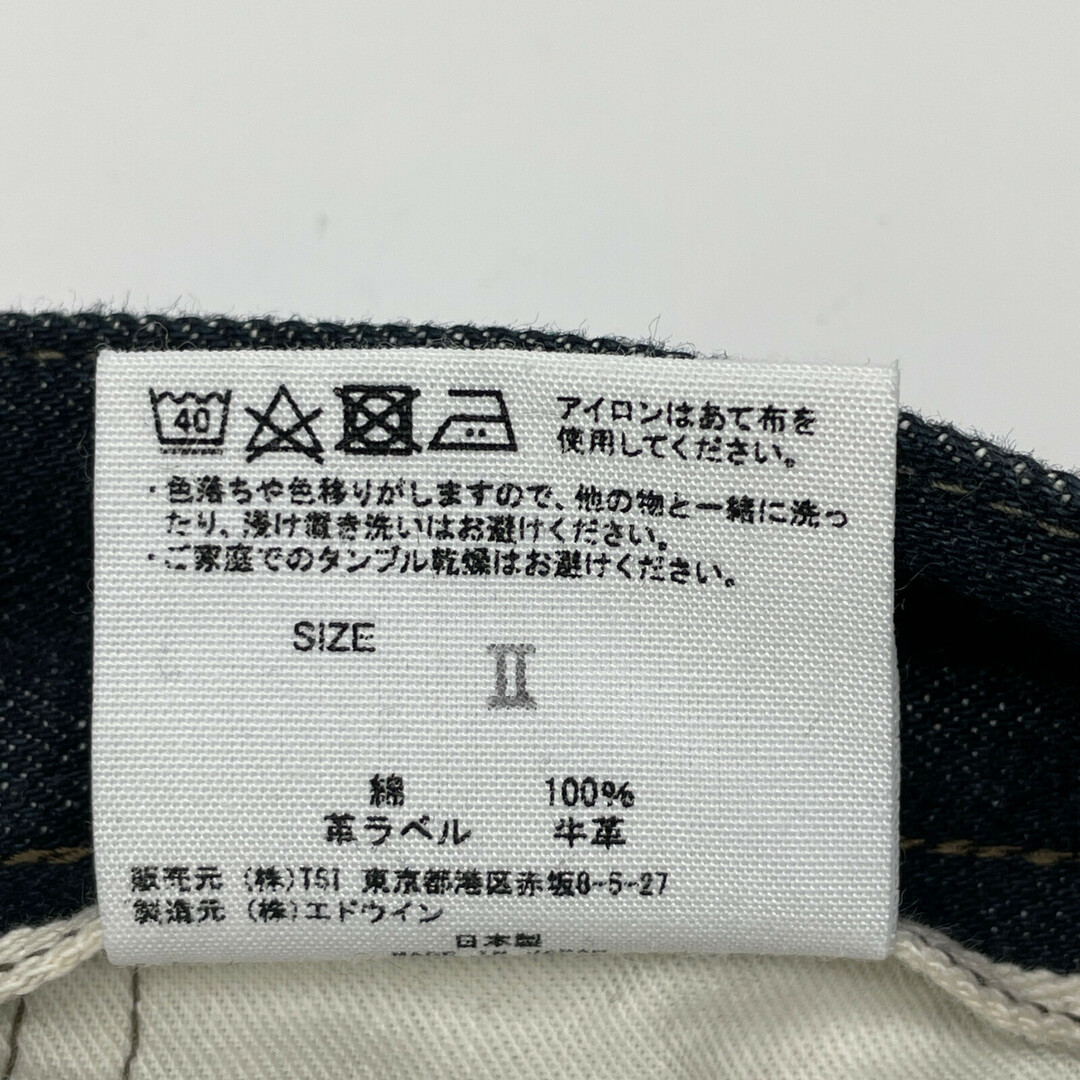 40
アイロンはあて布を
使用してください。
・色落ちや色移りがしますので、他の物と一緒に洗っ
たり、浸け置き洗いはお避けください。
・ご家庭でのタンブル乾燥はお避けください。
SIZE II
綿 100%
革ラベル 牛革
販売元 (株)TSI 東京都港区赤坂8-5-27
製造元 (株)エドウイン
日本製
MADE IN JAPAN